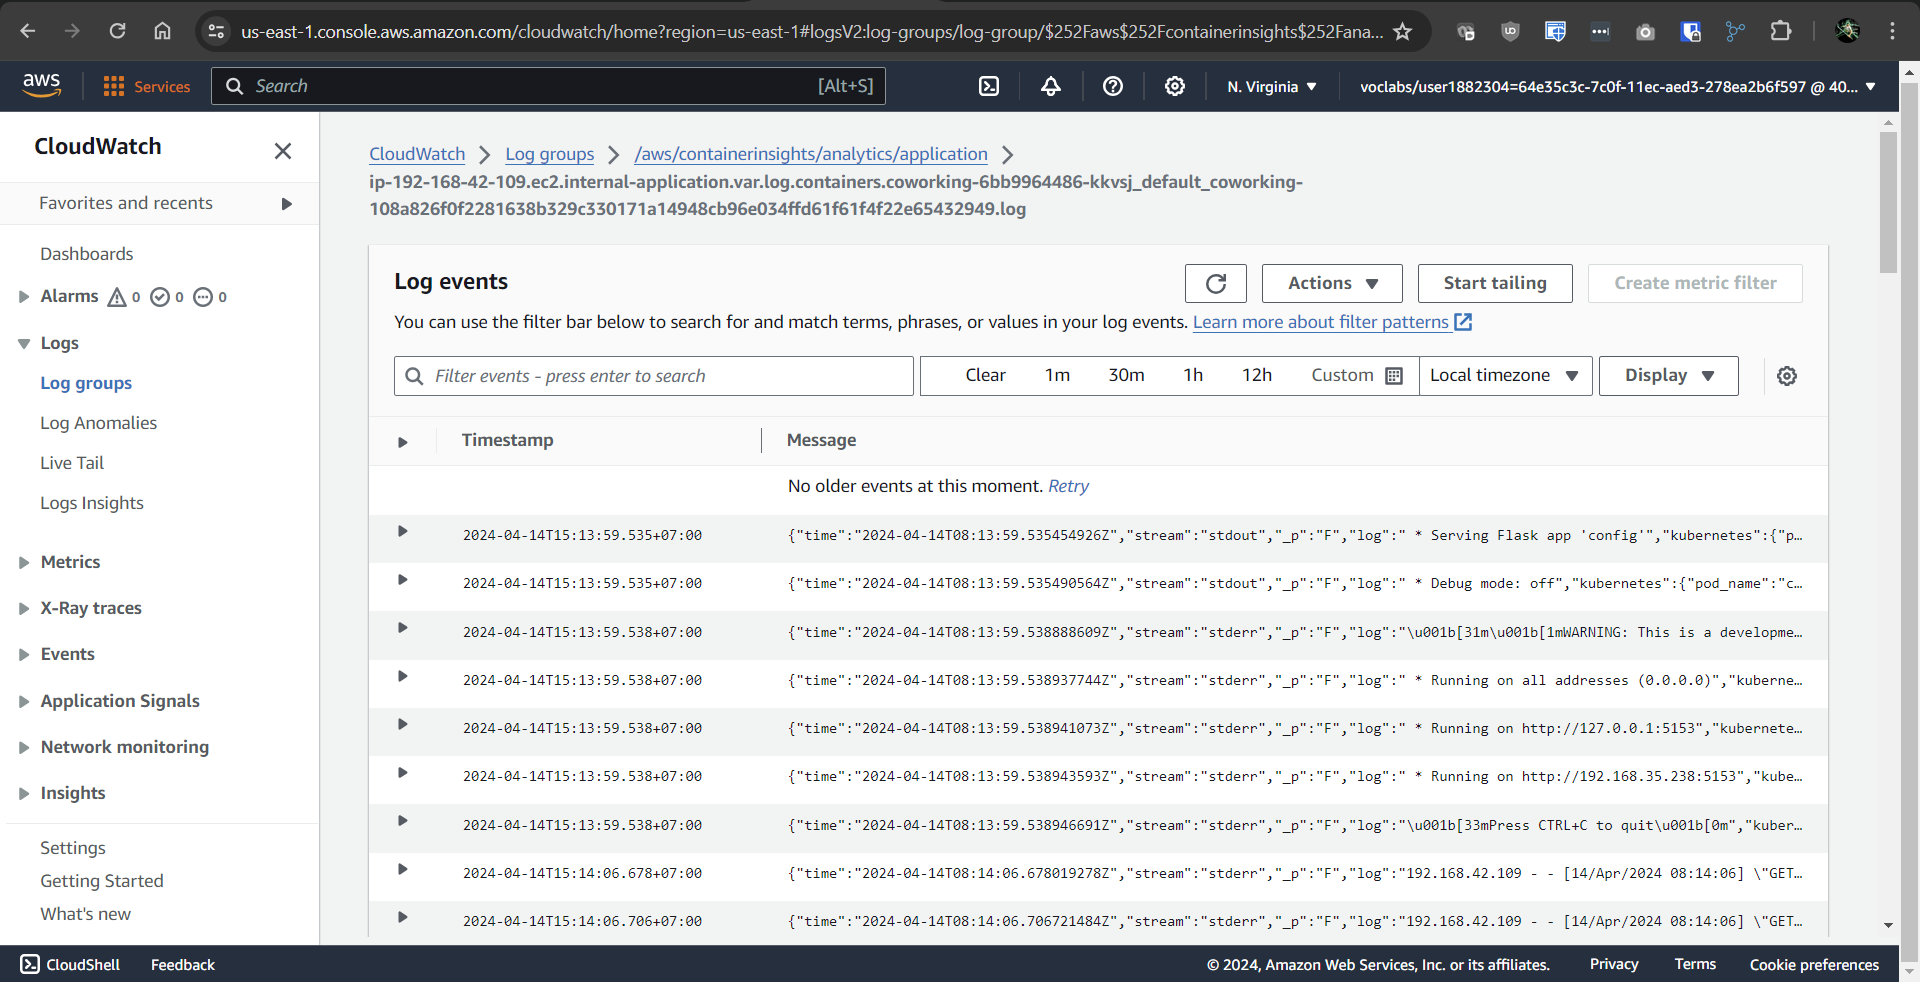 us-east-1.console.aws.amazon.com/cloudwatch/home?region=us-east-1#logsV2:log-groups/log-group/$252Faws$252Fcontainerinsights$252Fana...
aws
Services
Search
[Alt+S]
N. Virginia
voclabs/user1882304=64e35c3c-7c0f-11ec-aed3-278ea2b6f597 @ 40...
CloudWatch
Favorites and recents
Dashboards
Alarms 0 0 0
Logs
Log groups
Log Anomalies
Live Tail
Logs Insights
Metrics
X-Ray traces
Events
Application Signals
Network monitoring
Insights
Settings
Getting Started
What's new
CloudWatch
Log groups
/aws/containerinsights/analytics/application
ip-192-168-42-109.ec2.internal-application.var.log.containers.coworking-6bb9964486-kkvsj_default_coworking-
108a826f0f2281638b329c330171a14948cb96e034ffd61f61f4f22e65432949.log
Log events
Actions
Start tailing
Create metric filter
You can use the filter bar below to search for and match terms, phrases, or values in your log events. Learn more about filter patterns
Filter events - press enter to search
Clear 1m 30m 1h 12h Custom
Local timezone
Display
Timestamp Message
No older events at this moment. Retry
2024-04-14T15:13:59.535+07:00 {"time":"2024-04-14T08:13:59.535454926Z","stream":"stdout","_p":"F","log":" * Serving Flask app 'config'","kubernetes":{"p...
2024-04-14T15:13:59.535+07:00 {"time":"2024-04-14T08:13:59.535490564Z","stream":"stdout","_p":"F","log":" * Debug mode: off","kubernetes":{"pod_name":"c...
2024-04-14T15:13:59.538+07:00 {"time":"2024-04-14T08:13:59.538888609Z","stream":"stderr","_p":"F","log":"\u001b[31m\u001b[1mWARNING: This is a developme...
2024-04-14T15:13:59.538+07:00 {"time":"2024-04-14T08:13:59.538937744Z","stream":"stderr","_p":"F","log":" * Running on all addresses (0.0.0.0)","kuberne...
2024-04-14T15:13:59.538+07:00 {"time":"2024-04-14T08:13:59.538941073Z","stream":"stderr","_p":"F","log":" * Running on http://127.0.0.1:5153","kubernete...
2024-04-14T15:13:59.538+07:00 {"time":"2024-04-14T08:13:59.538943593Z","stream":"stderr","_p":"F","log":" * Running on http://192.168.35.238:5153","kube...
2024-04-14T15:13:59.538+07:00 {"time":"2024-04-14T08:13:59.538946691Z","stream":"stderr","_p":"F","log":"\u001b[33mPress CTRL+C to quit\u001b[0m","kuber...
2024-04-14T15:14:06.678+07:00 {"time":"2024-04-14T08:14:06.678019278Z","stream":"stderr","_p":"F","log":"192.168.42.109 - - [14/Apr/2024 08:14:06] \"GET...
2024-04-14T15:14:06.706+07:00 {"time":"2024-04-14T08:14:06.706721484Z","stream":"stderr","_p":"F","log":"192.168.42.109 - - [14/Apr/2024 08:14:06] \"GET...
CloudShell
Feedback
© 2024, Amazon Web Services, Inc. or its affiliates.
Privacy
Terms
Cookie preferences